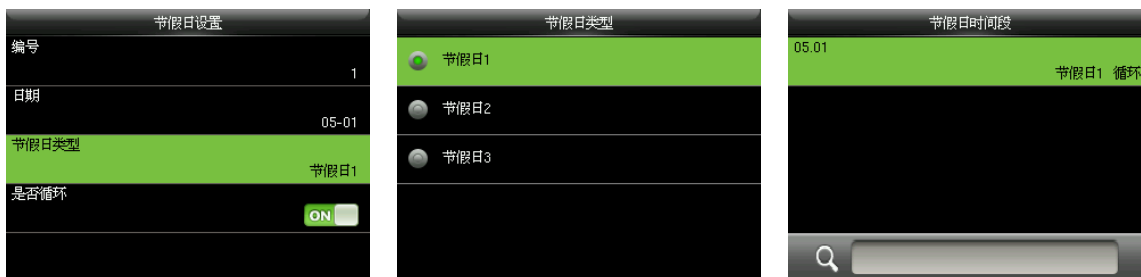 节假日设置
编号
1
日期
05-01
节假日类型
节假日1
是否循环
ON
节假日类型
节假日1
节假日2
节假日3
节假日时间段
05.01
节假日1 循环